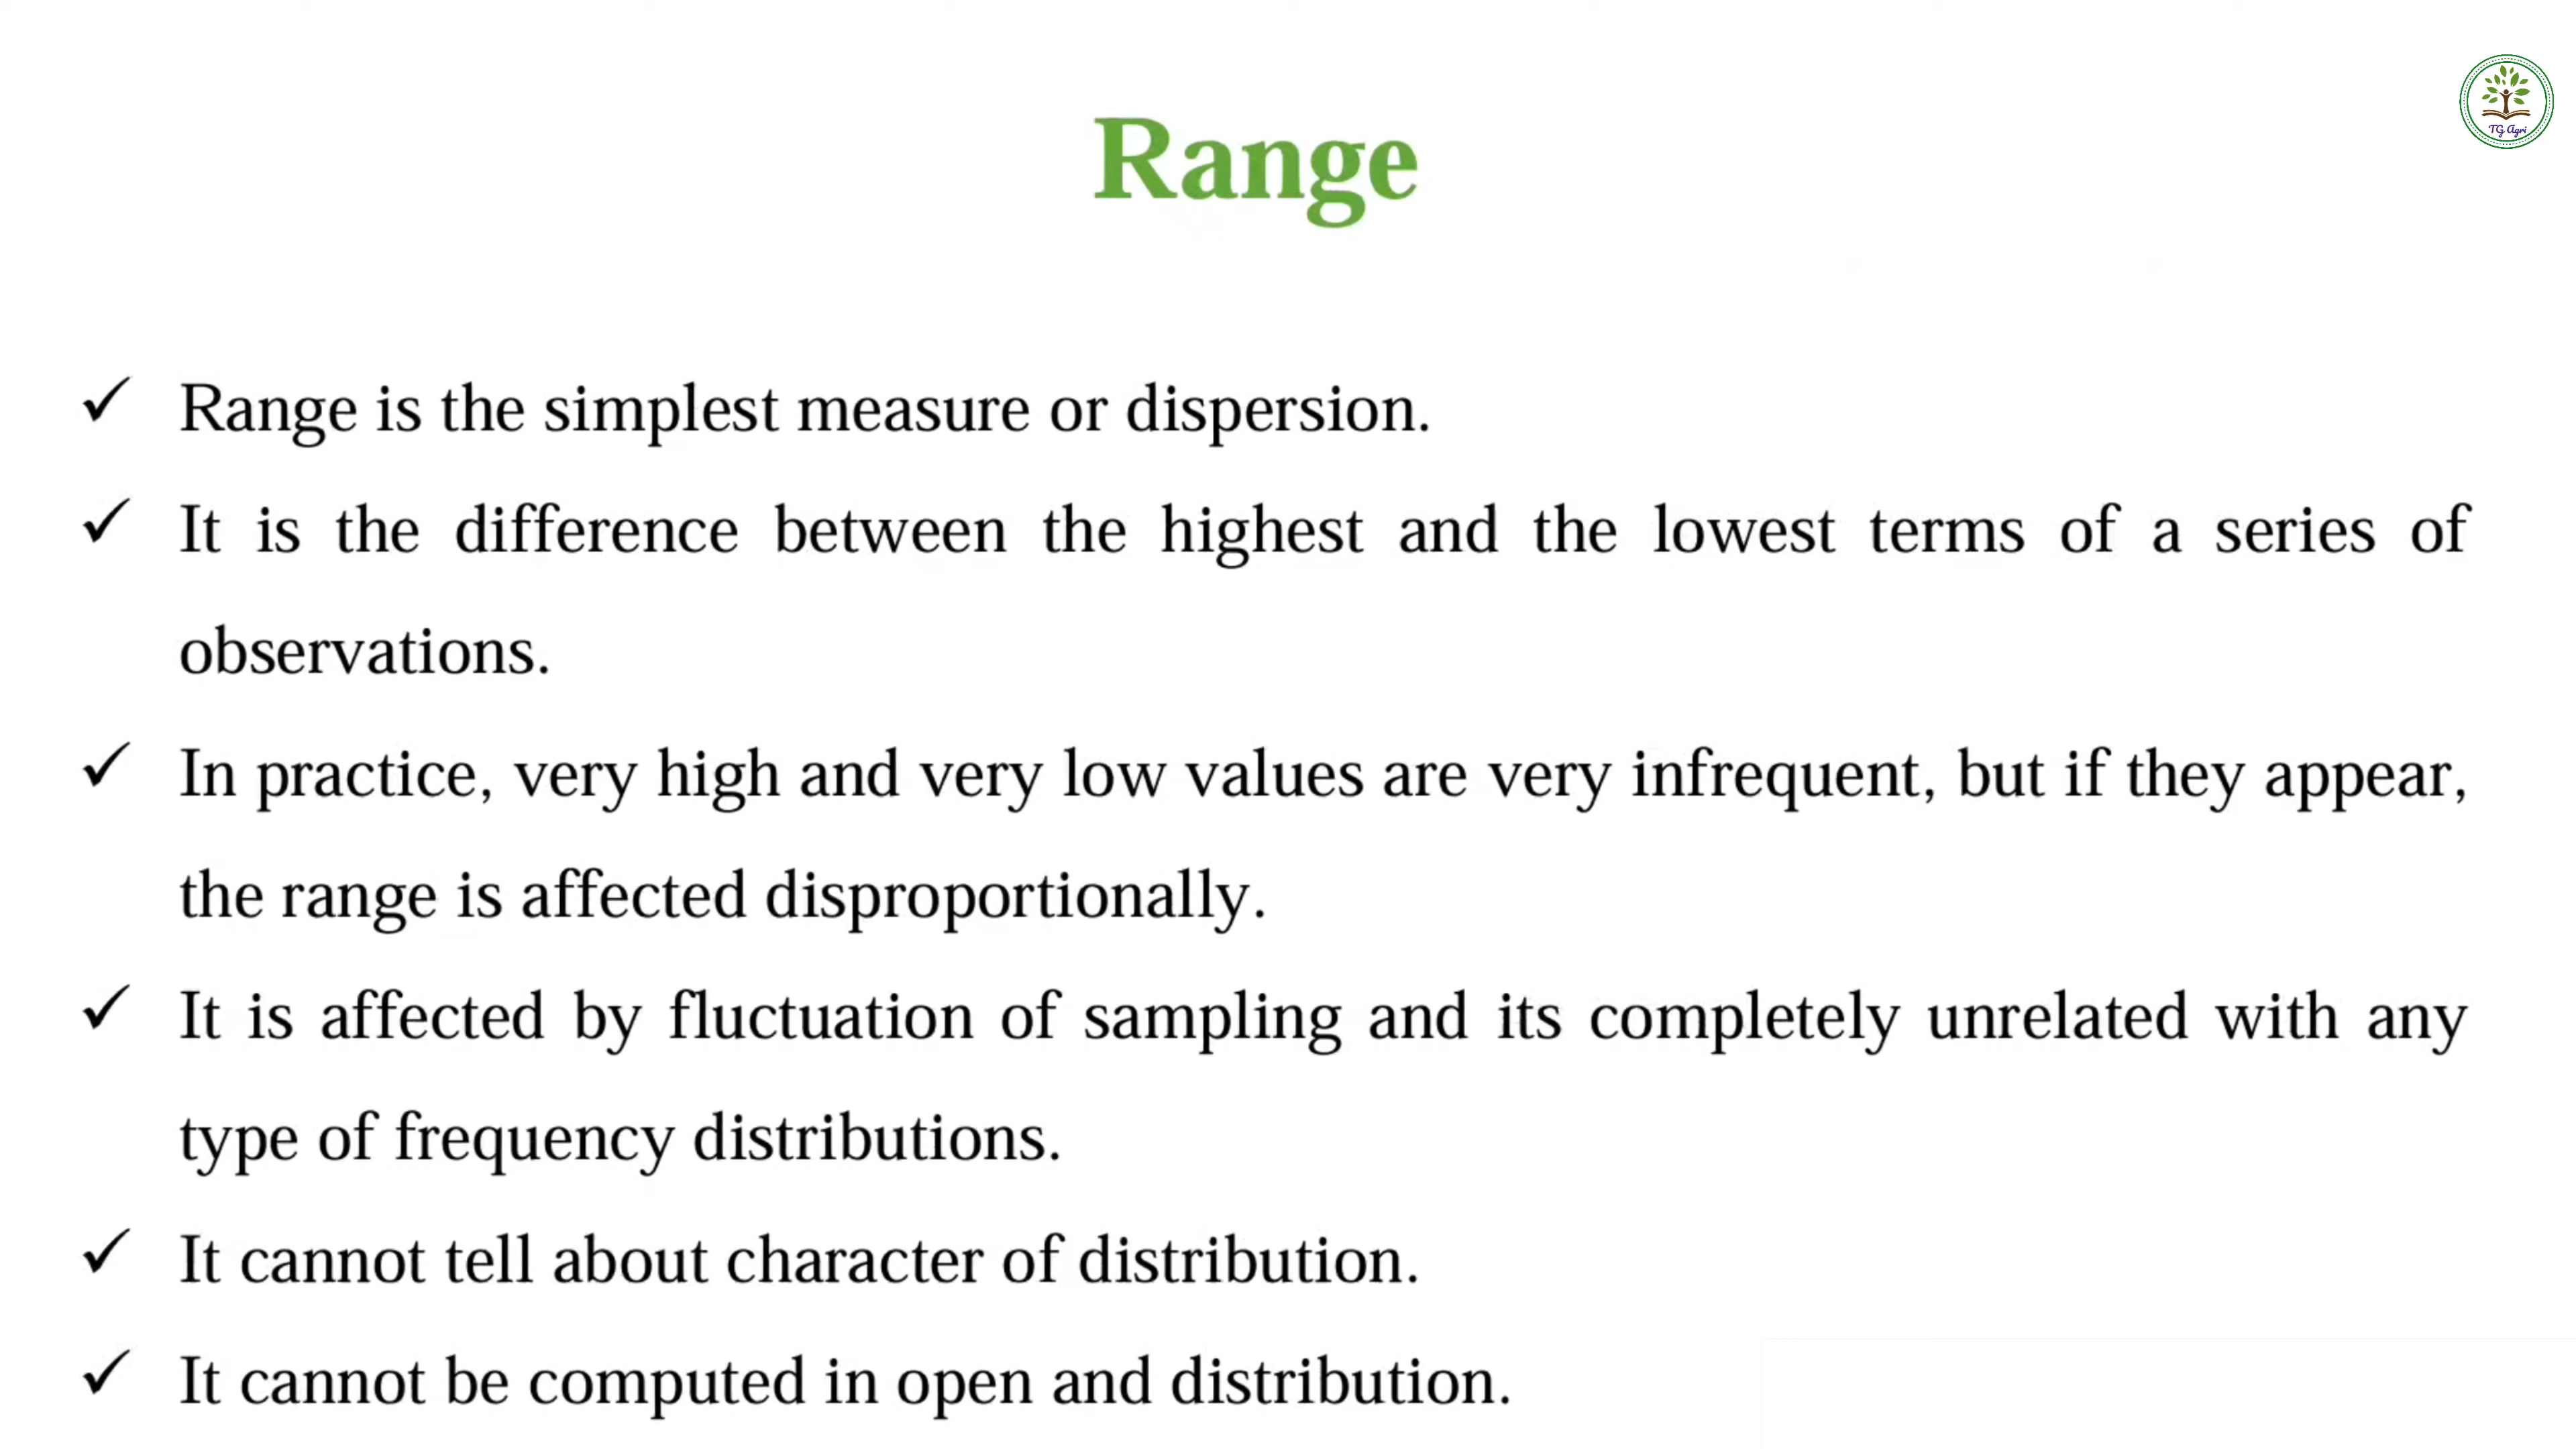 TG Agri
Range
✓ Range is the simplest measure or dispersion.
✓ It is the difference between the highest and the lowest terms of a series of
observations.
✓ In practice, very high and very low values are very infrequent, but if they appear,
the range is affected disproportionally.
✓ It is affected by fluctuation of sampling and its completely unrelated with any
type of frequency distributions.
✓ It cannot tell about character of distribution.
✓ It cannot be computed in open and distribution.